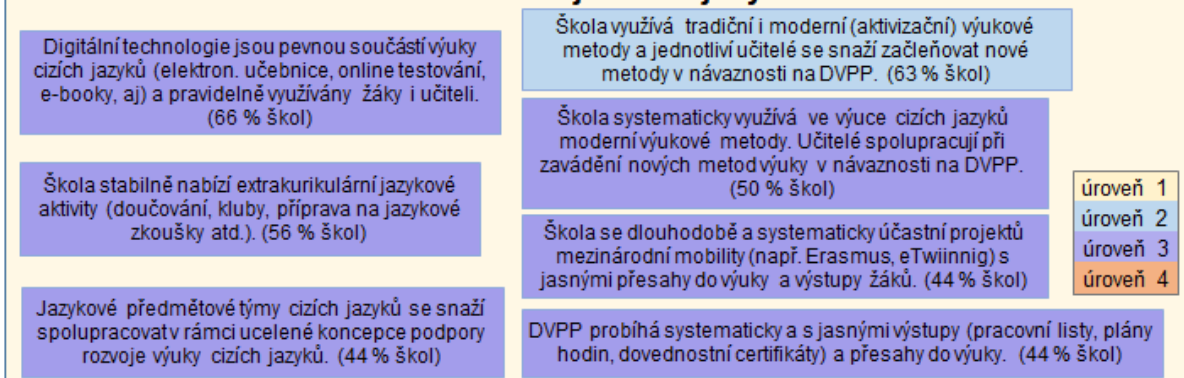 Digitální technologie jsou pevnou součástí výuky
cizích jazyků (elektron. učebnice, online testování,
e-booky, aj) a pravidelně využívány žáky i učiteli.
(66 % škol)
Škola stabilně nabízí extrakurikulární jazykové
aktivity (doučování, kluby, příprava na jazykové
zkoušky atd.). (56 % škol)
Jazykové předmětové týmy cizích jazyků se snaží
spolupracovat v rámci ucelené koncepce podpory
rozvoje výuky cizích jazyků. (44 % škol)
Škola využívá tradiční i moderní (aktivizační) výukové
metody a jednotliví učitelé se snaží začleňovat nové
metody v návaznosti na DVPP. (63 % škol)
Škola systematicky využívá ve výuce cizích jazyků
moderní výukové metody. Učitelé spolupracují při
zavádění nových metod výuky v návaznosti na DVPP.
(50 % škol)
Škola se dlouhodobě a systematicky účastní projektů
mezinárodní mobility (např. Erasmus, eTwiinnig) s
jasnými přesahy do výuky a výstupy žáků. (44 % škol)
DVPP probíhá systematicky a s jasnými výstupy (pracovní listy, plány
hodin, dovednostní certifikáty) a přesahy do výuky. (44 % škol)
úroveň 1
úroveň 2
úroveň 3
úroveň 4